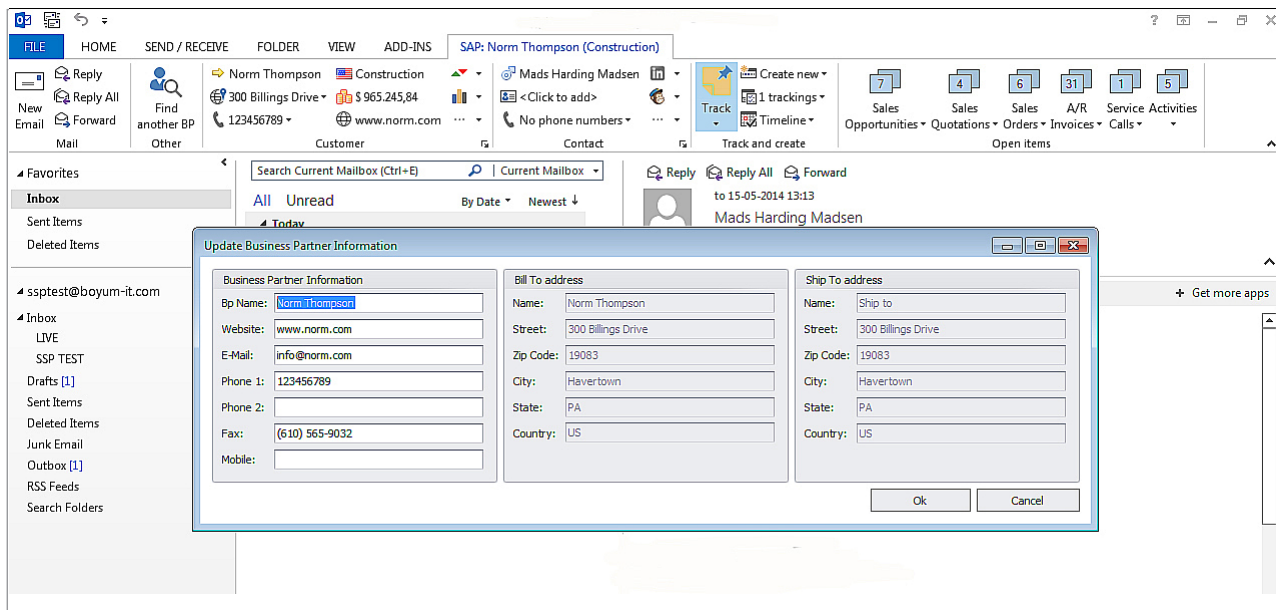 FILE HOME SEND / RECEIVE FOLDER VIEW ADD-INS SAP: Norm Thompson (Construction)
New Email
Reply
Reply All
Forward
Mail
Find another BP
Other
Norm Thompson Construction
300 Billings Drive $ 965.245,84
123456789 www.norm.com ...
Customer
Mads Harding Madsen
<Click to add>
No phone numbers ...
Contact
Track
Create new
1 trackings
Timeline
Track and create
7 4 6 31 1 5
Sales Opportunities Sales Quotations Sales Orders A/R Invoices Service Calls Activities
Open items
Favorites
Inbox
Sent Items
Deleted Items
ssptest@boyum-it.com
Inbox
LIVE
SSP TEST
Drafts [1]
Sent Items
Deleted Items
Junk Email
Outbox [1]
RSS Feeds
Search Folders
Search Current Mailbox (Ctrl+E) Current Mailbox
All Unread By Date Newest ↓
Today
Reply Reply All Forward
to 15-05-2014 13:13
Mads Harding Madsen
+ Get more apps
Update Business Partner Information
Business Partner Information
Bp Name: Norm Thompson
Website: www.norm.com
E-Mail: info@norm.com
Phone 1: 123456789
Phone 2:
Fax: (610) 565-9032
Mobile:
Bill To address
Name: Norm Thompson
Street: 300 Billings Drive
Zip Code: 19083
City: Havertown
State: PA
Country: US
Ship To address
Name: Ship to
Street: 300 Billings Drive
Zip Code: 19083
City: Havertown
State: PA
Country: US
Ok Cancel